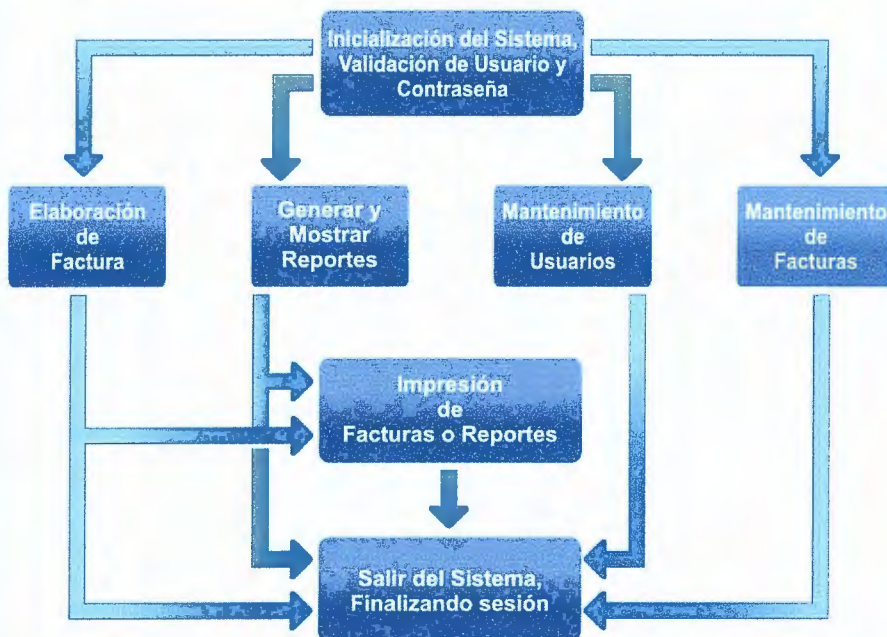 Inicialización del Sistema,
Validación de Usuario y
Contraseña
Elaboración
de
Factura
Generar y
Mostrar
Reportes
Mantenimiento
de
Usuarios
Mantenimiento
de
Facturas
Impresión
de
Facturas o Reportes
Salir del Sistema,
Finalizando sesión